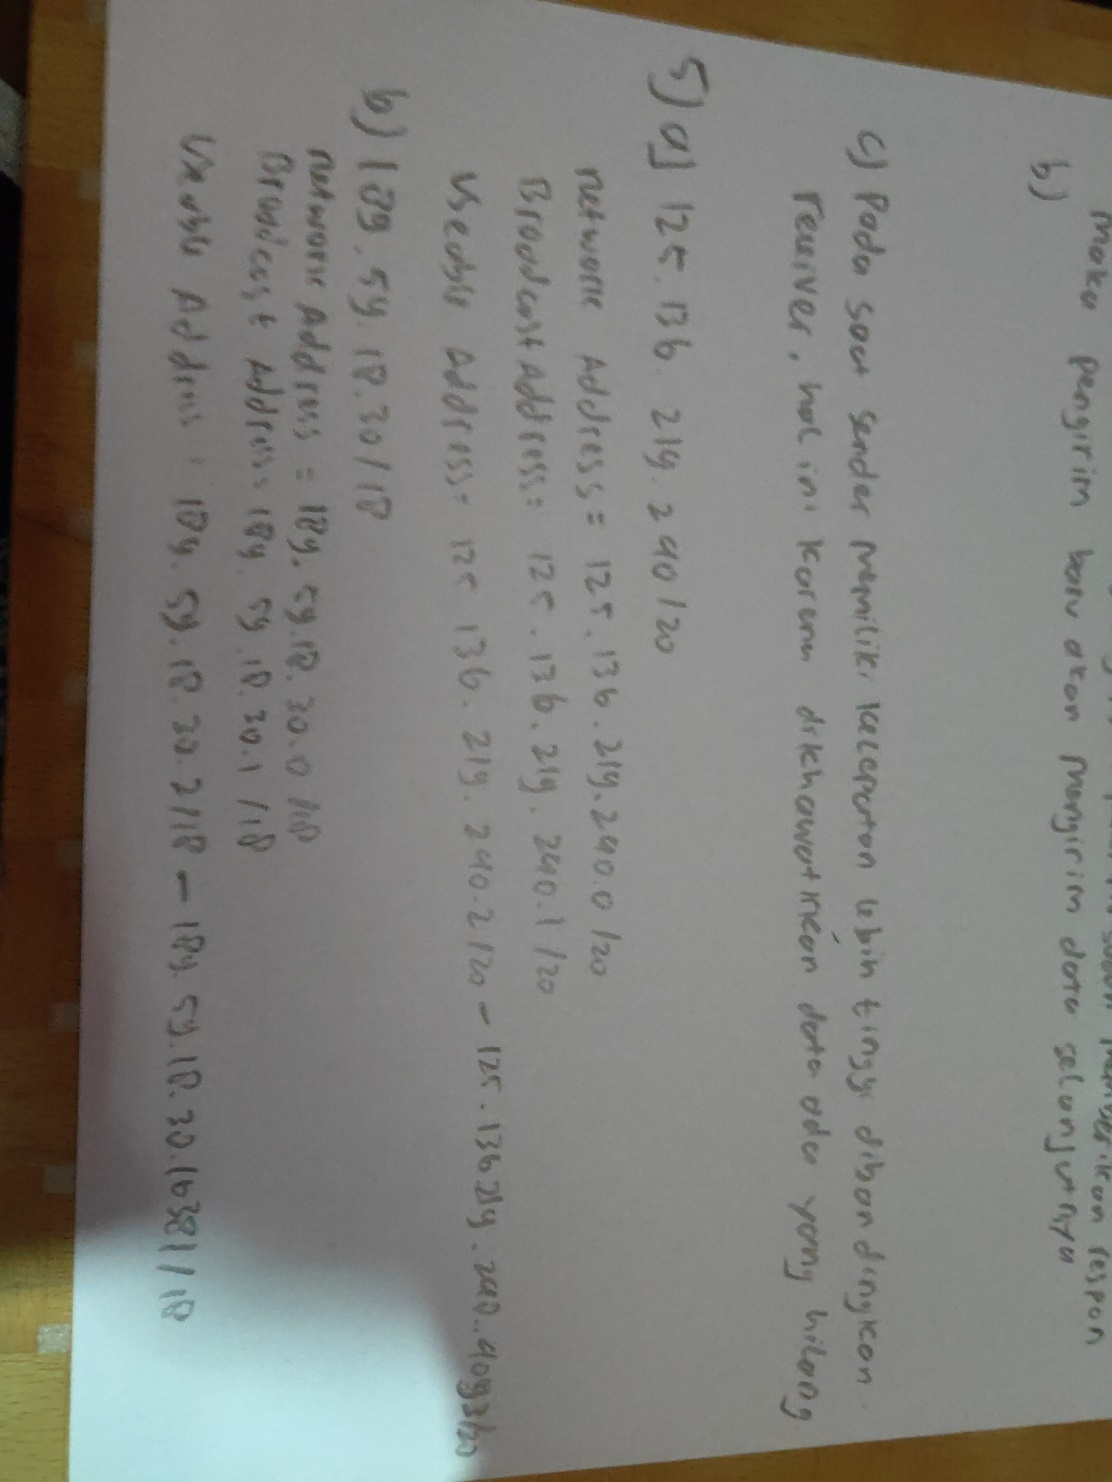 maka pengirim baru akan mengirim data selanjutnya
b)
c) Pada saat sender memiliki kecepatan lebih tinggi dibandingkan
receiver, hal ini karena dikhawatirkan data ada yang hilang
5) a) 125.136.219.240/20
network Address = 125.136.219.240.0/20
Broadcast Address = 125.136.219.240.1/20
Useable Address = 125 136.219.240.2/20 - 125.136 219.240.4093/20
b) 189.59.18.30/18
network Address = 189.59.18.30.0/18
Broadcast Address = 189.59.18.30.1/18
Useable Address : 189.59.18.30.2/18 - 189.59.18.30.16381/18